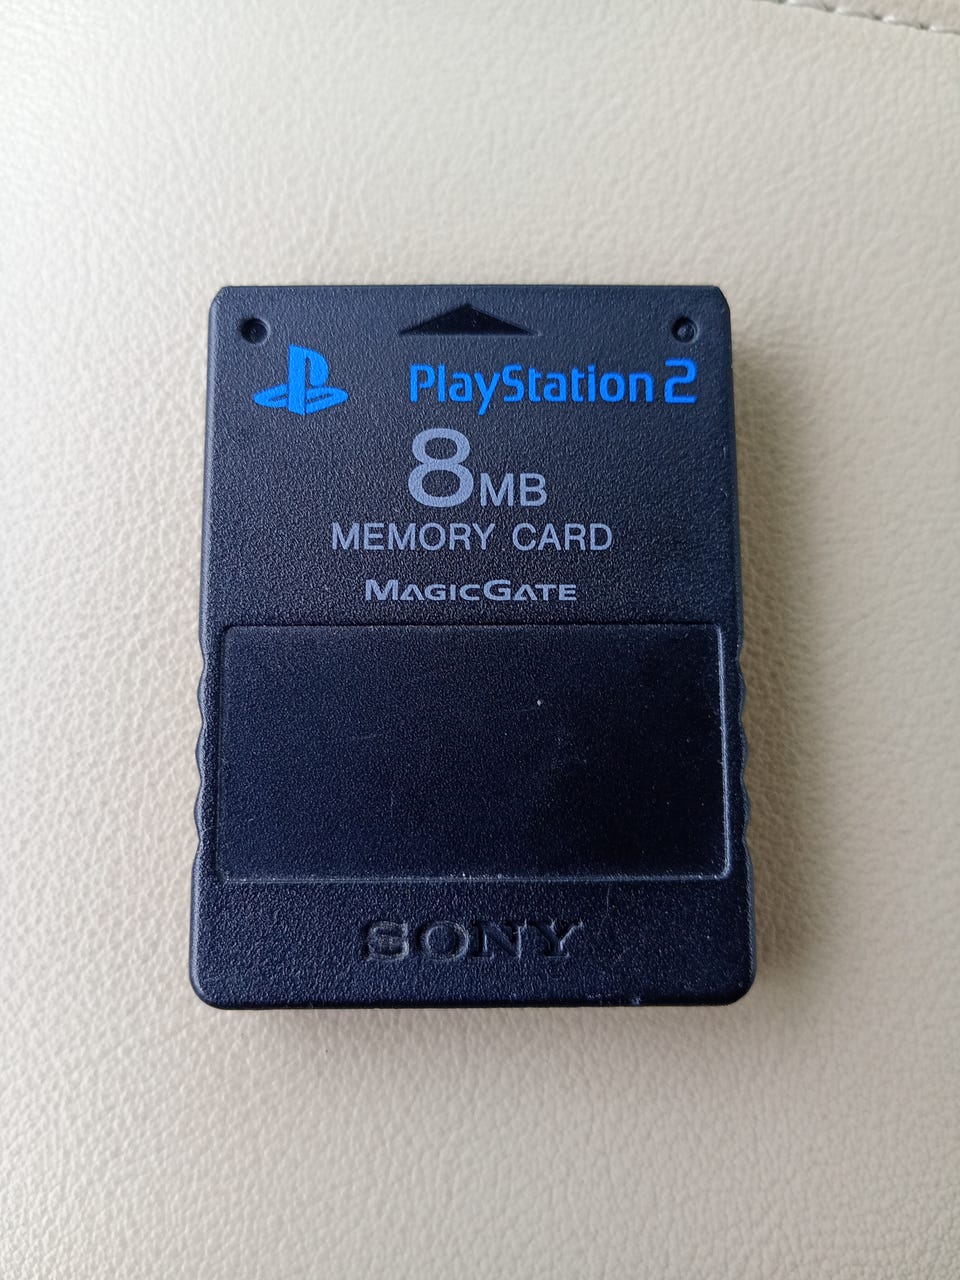 PlayStation 2
8MB
MEMORY CARD
MAGICGATE
SONY